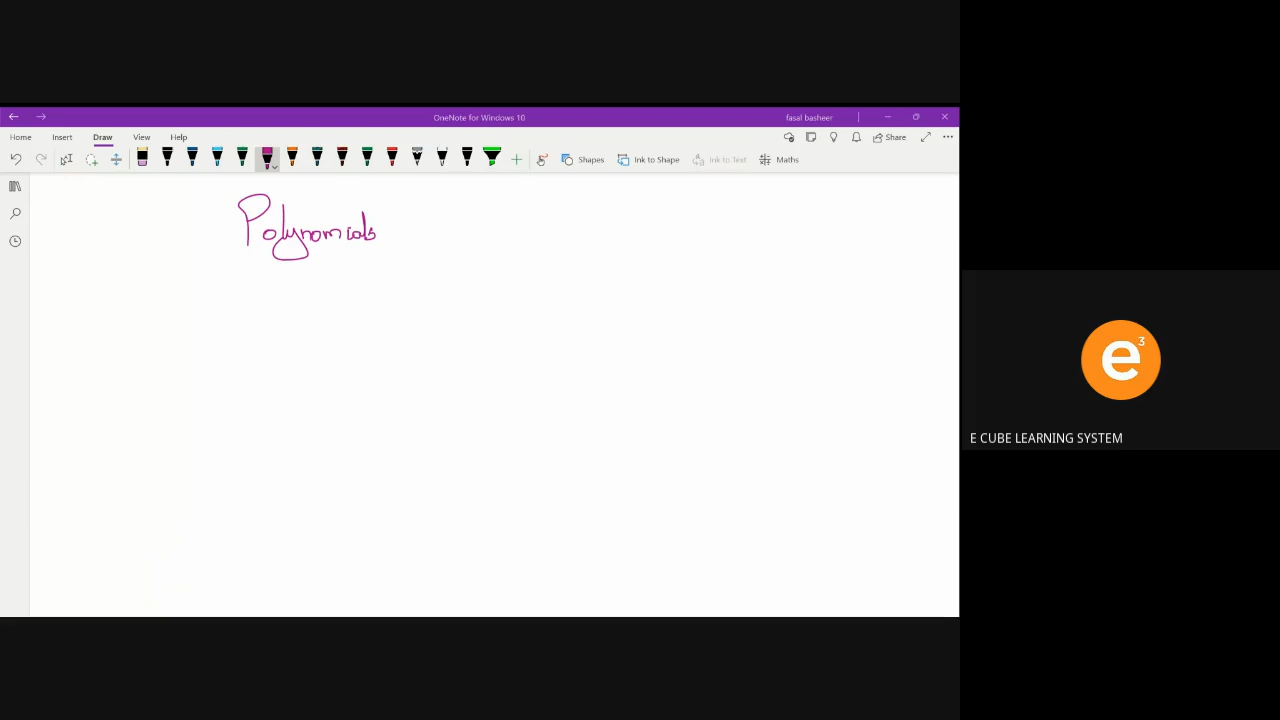 OneNote for Windows 10
fasal basheer
Home Insert Draw View Help
Share
Shapes Ink to Shape Ink to Text Maths
Polynomials
e3
E CUBE LEARNING SYSTEM